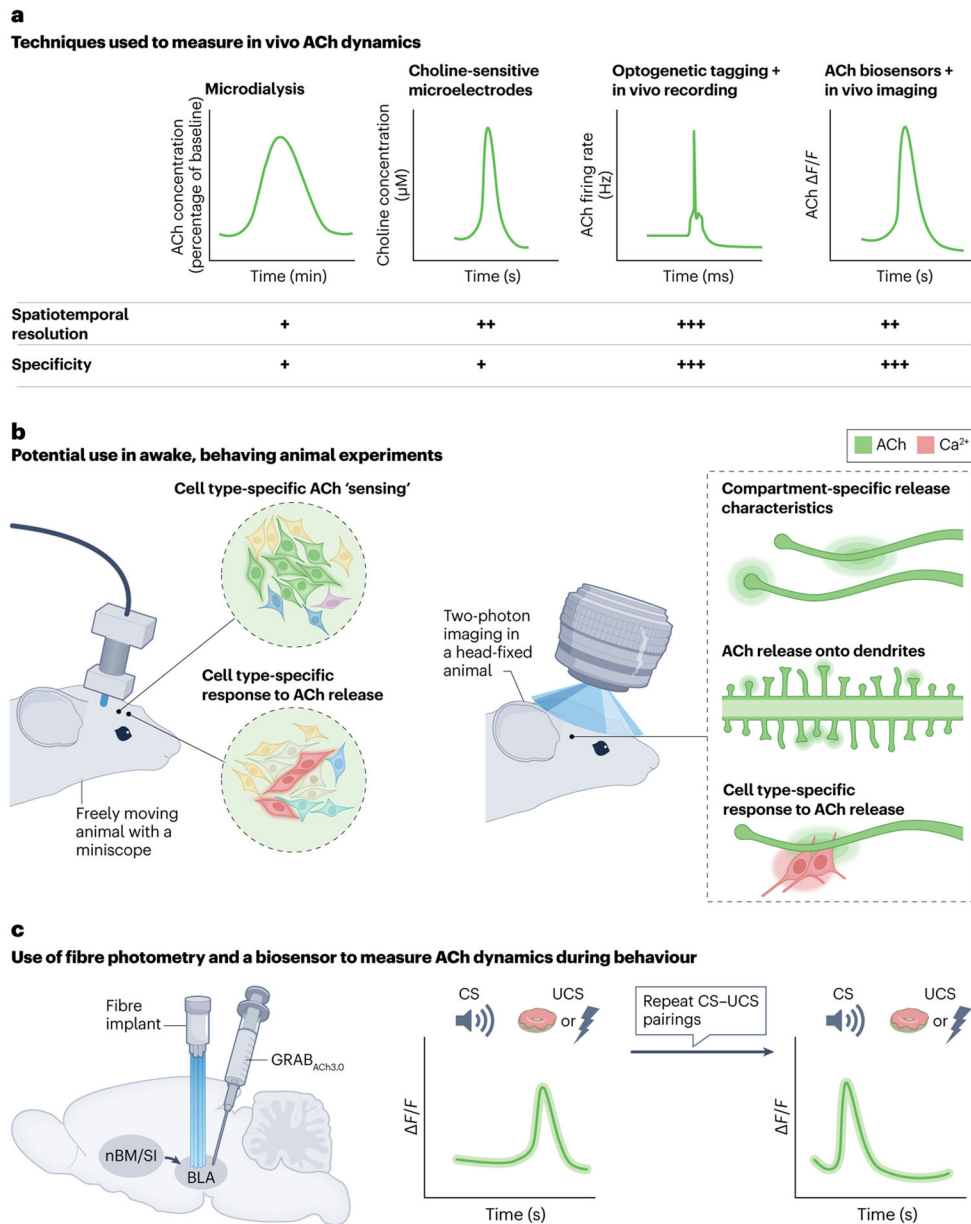 a
Techniques used to measure in vivo ACh dynamics
Microdialysis
ACh concentration
(percentage of baseline)
Time (min)
Choline-sensitive
microelectrodes
Choline concentration
(µM)
Time (s)
Optogenetic tagging +
in vivo recording
ACh firing rate
(Hz)
Time (ms)
ACh biosensors +
in vivo imaging
ACh ΔF/F
Time (s)
Spatiotemporal
resolution
+ ++ +++ ++
Specificity + + +++ +++
b
Potential use in awake, behaving animal experiments
ACh Ca²⁺
Cell type-specific ACh ‘sensing’
Cell type-specific
response to ACh release
Freely moving
animal with a
miniscope
Two-photon
imaging in
a head-fixed
animal
Compartment-specific release
characteristics
ACh release onto dendrites
Cell type-specific
response to ACh release
c
Use of fibre photometry and a biosensor to measure ACh dynamics during behaviour
Fibre
implant
GRAB_ACh3.0
nBM/SI
BLA
CS UCS
or
ΔF/F
Time (s)
Repeat CS–UCS
pairings
CS UCS
or
ΔF/F
Time (s)